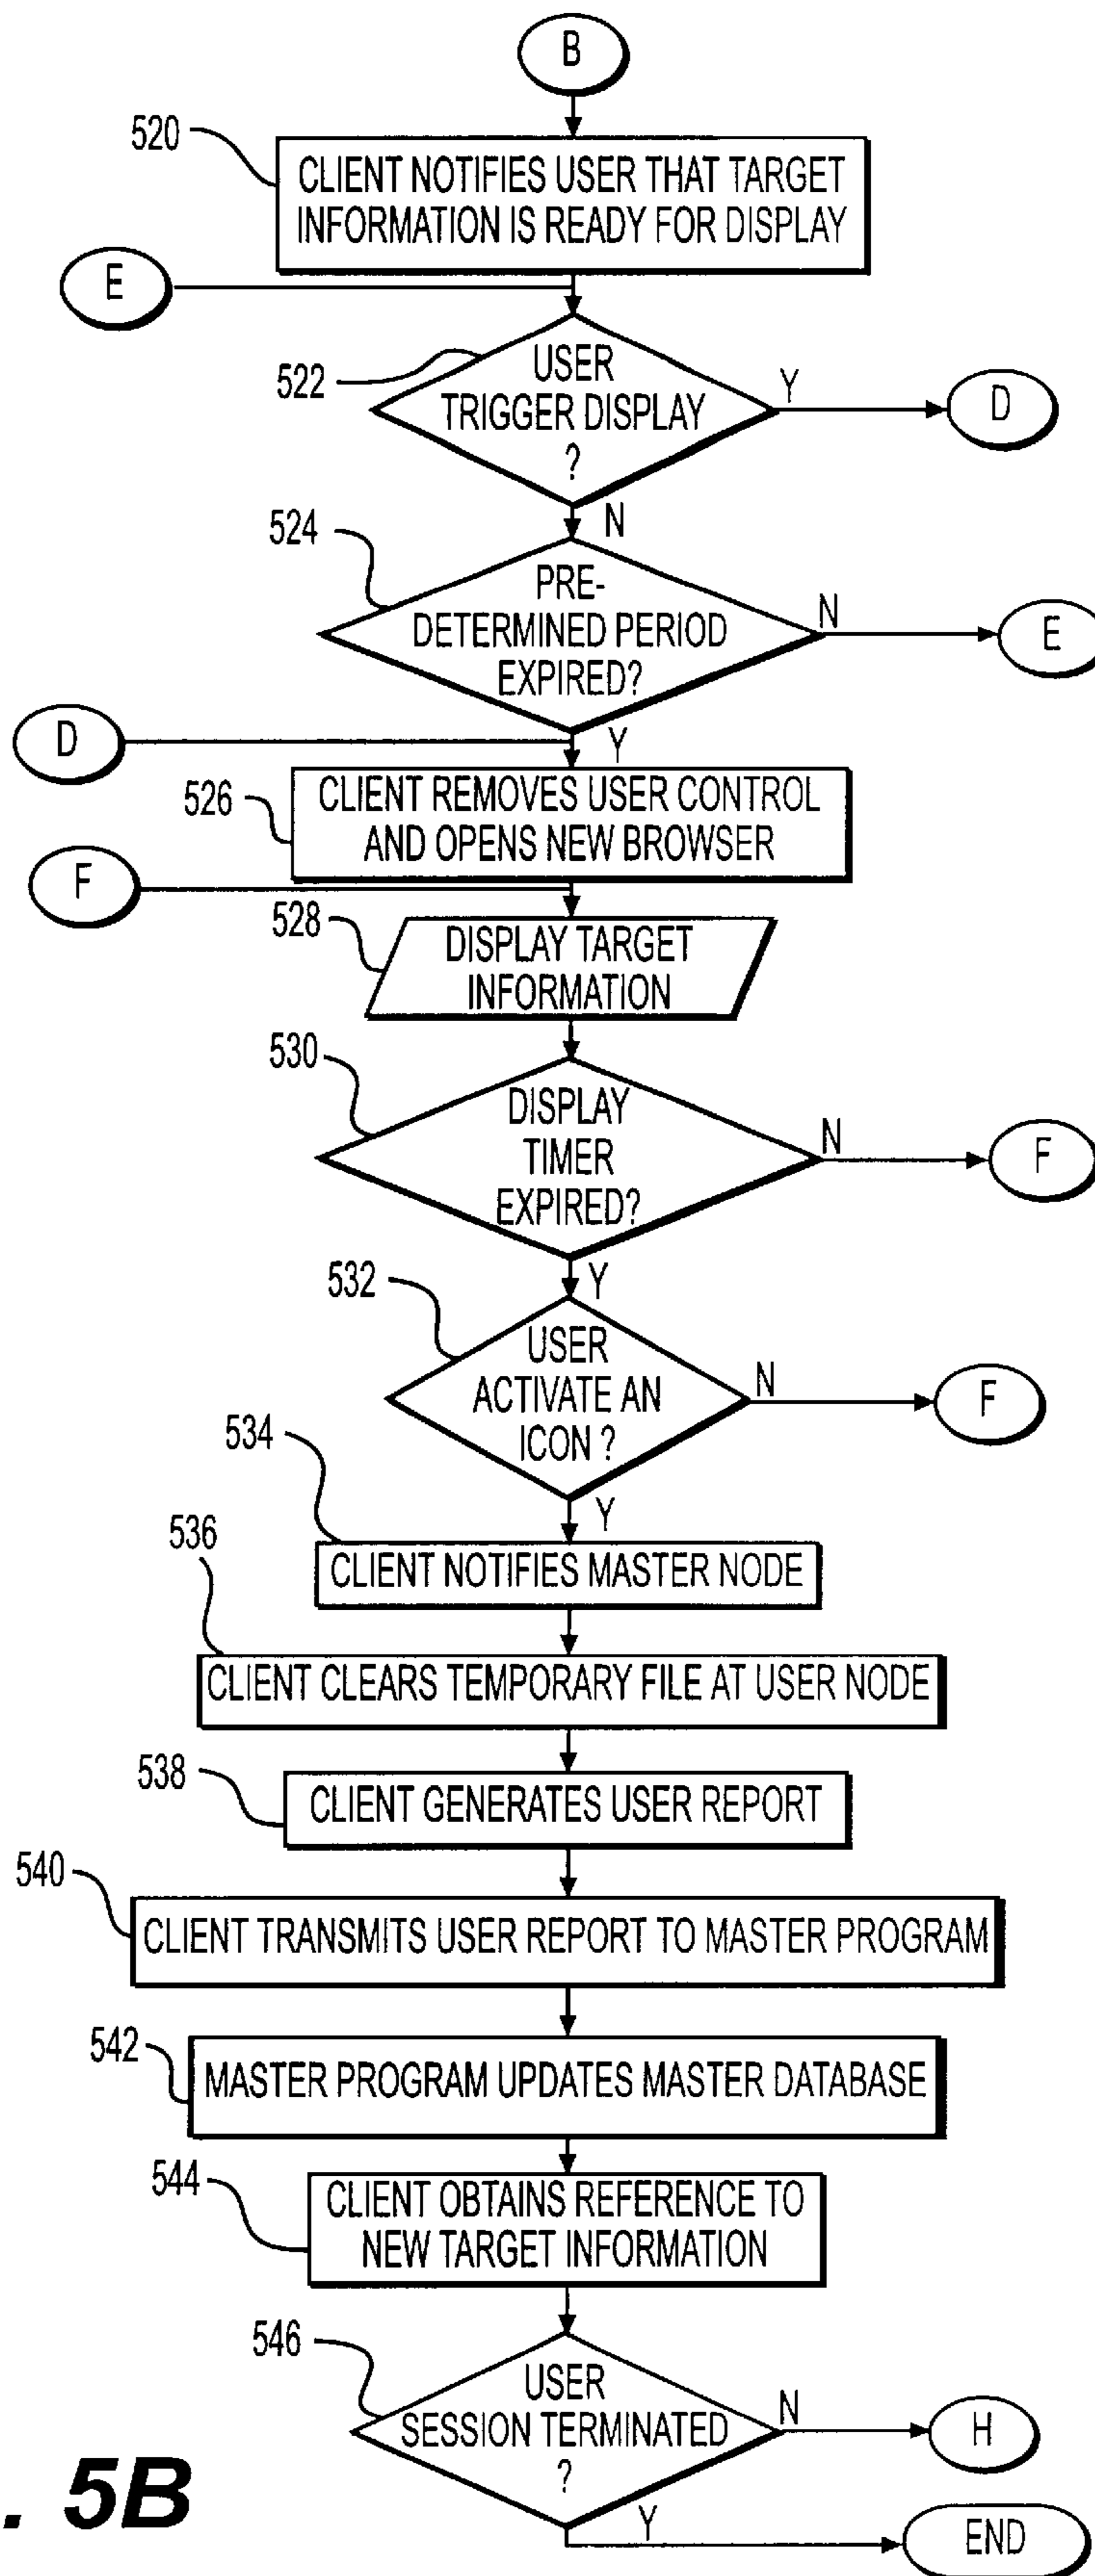 B
520
CLIENT NOTIFIES USER THAT TARGET
INFORMATION IS READY FOR DISPLAY
E
522
USER
TRIGGER DISPLAY
?
Y
D
N
524
PRE-
DETERMINED PERIOD
EXPIRED?
N
E
D
Y
526
CLIENT REMOVES USER CONTROL
AND OPENS NEW BROWSER
F
528
DISPLAY TARGET
INFORMATION
530
DISPLAY
TIMER
EXPIRED?
N
F
Y
532
USER
ACTIVATE AN
ICON ?
N
F
Y
534
CLIENT NOTIFIES MASTER NODE
536
CLIENT CLEARS TEMPORARY FILE AT USER NODE
538
CLIENT GENERATES USER REPORT
540
CLIENT TRANSMITS USER REPORT TO MASTER PROGRAM
542
MASTER PROGRAM UPDATES MASTER DATABASE
544
CLIENT OBTAINS REFERENCE TO
NEW TARGET INFORMATION
546
USER
SESSION TERMINATED
?
N
H
Y
END
. 5B